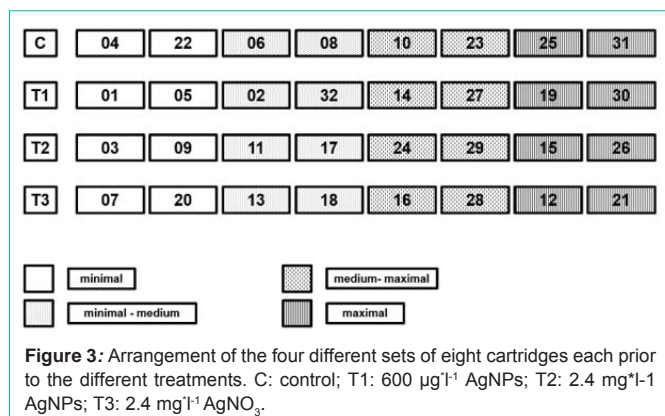 C 04 22 06 08 10 23 25 31
T1 01 05 02 32 14 27 19 30
T2 03 09 11 17 24 29 15 26
T3 07 20 13 18 16 28 12 21
minimal medium- maximal
minimal - medium maximal
Figure 3: Arrangement of the four different sets of eight cartridges each prior
to the different treatments. C: control; T1: 600 µg*l-1 AgNPs; T2: 2.4 mg*l-1
AgNPs; T3: 2.4 mg*l-1 AgNO3.